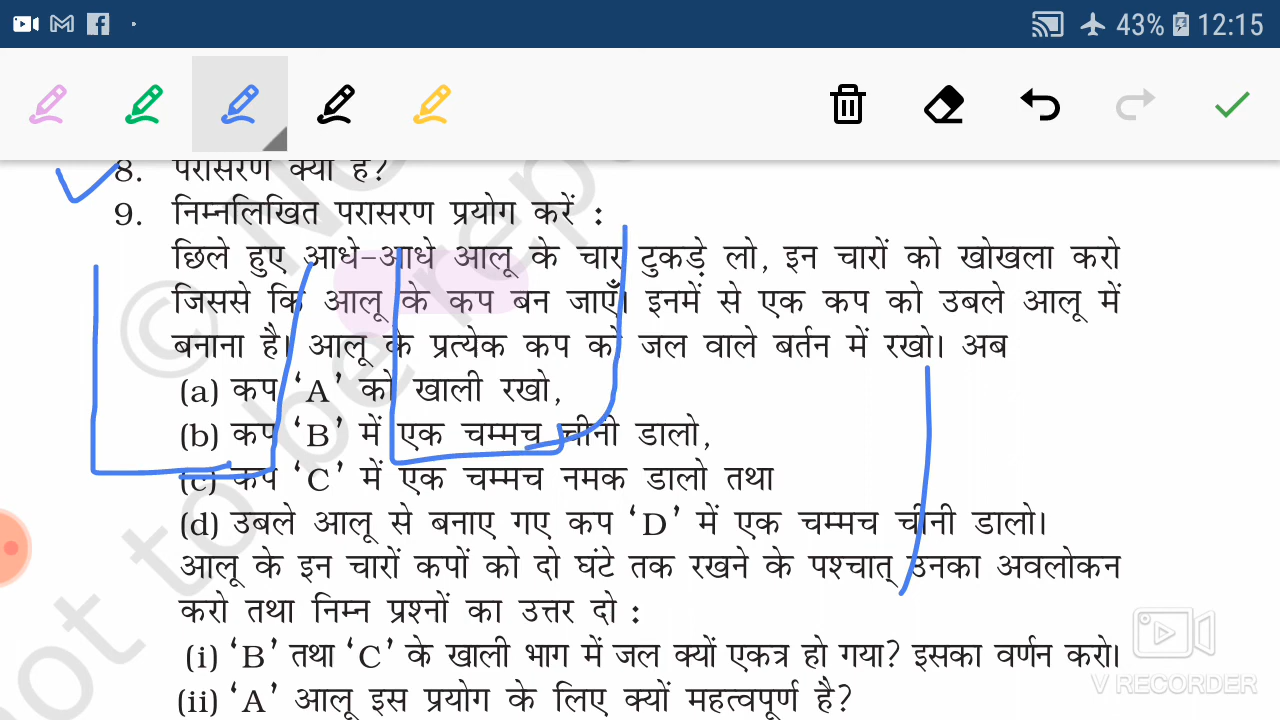 43% 12:15
8. परासरण क्या है?
9. निम्नलिखित परासरण प्रयोग करें :
छिले हुए आधे-आधे आलू के चार टुकड़े लो, इन चारों को खोखला करो
जिससे कि आलू के कप बन जाएँ। इनमें से एक कप को उबले आलू में
बनाना है। आलू के प्रत्येक कप को जल वाले बर्तन में रखो। अब
(a) कप ‘A’ को खाली रखो,
(b) कप ‘B’ में एक चम्मच चीनी डालो,
(c) कप ‘C’ में एक चम्मच नमक डालो तथा
(d) उबले आलू से बनाए गए कप ‘D’ में एक चम्मच चीनी डालो।
आलू के इन चारों कपों को दो घंटे तक रखने के पश्चात् उनका अवलोकन
करो तथा निम्न प्रश्नों का उत्तर दो :
(i) ‘B’ तथा ‘C’ के खाली भाग में जल क्यों एकत्र हो गया? इसका वर्णन करो।
(ii) ‘A’ आलू इस प्रयोग के लिए क्यों महत्वपूर्ण है?
V RECORDER